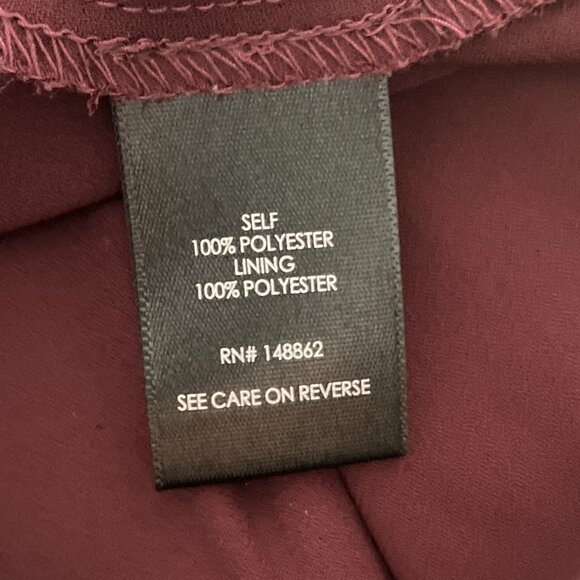 SELF
100% POLYESTER
LINING
100% POLYESTER
RN# 148862
SEE CARE ON REVERSE